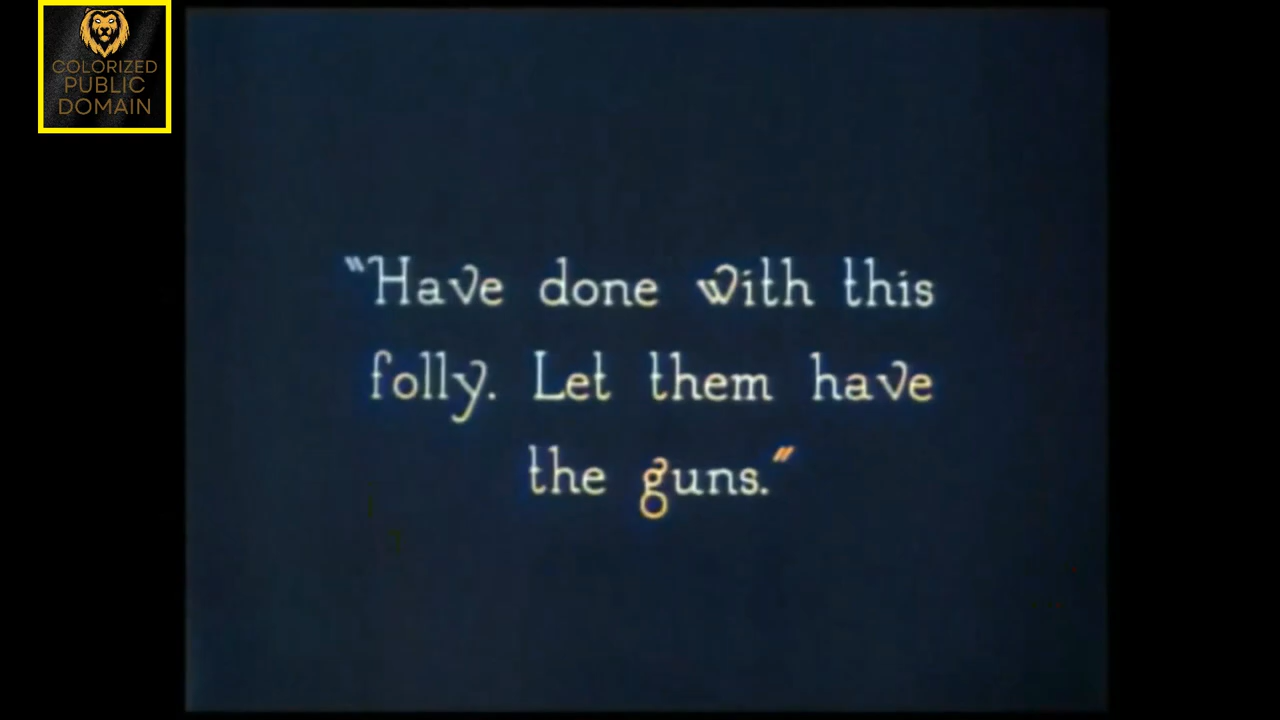 COLORIZED
PUBLIC
DOMAIN
"Have done with this
folly. Let them have
the guns."